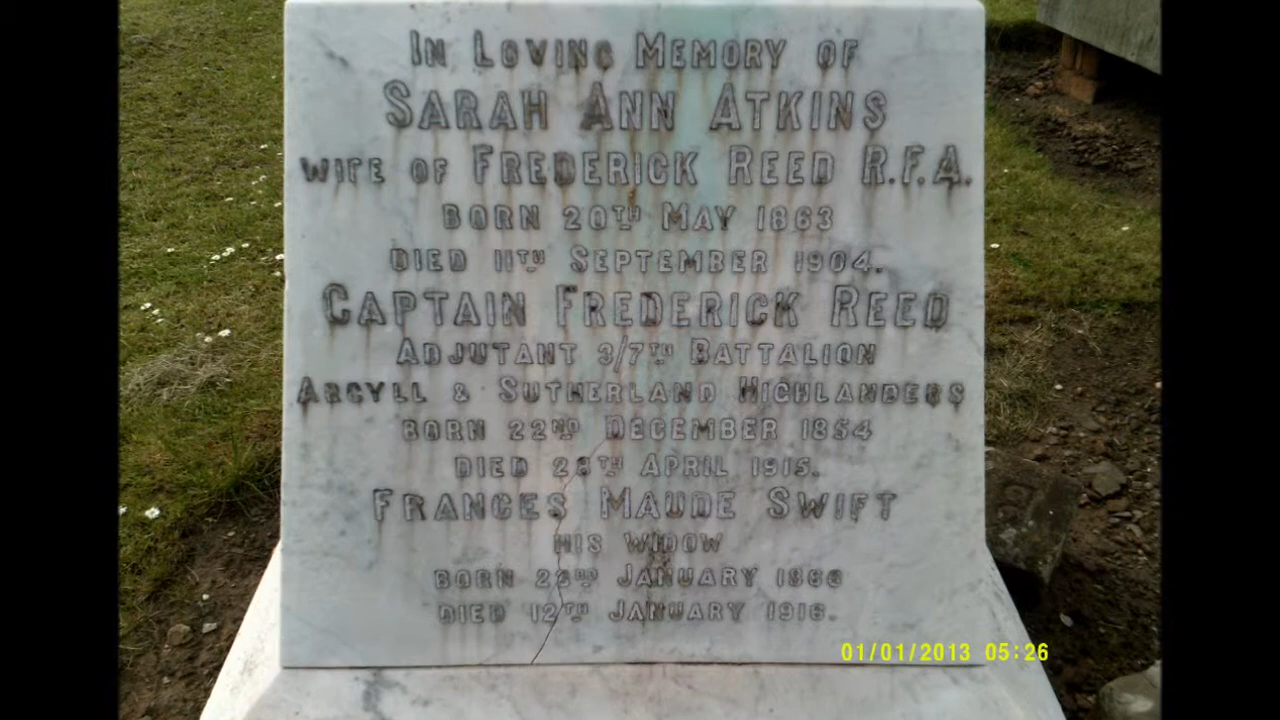 In Loving Memory of
Sarah Ann Atkins
wife of Frederick Reed R.F.A.
born 20th May 1863
died 11th September 1904.
Captain Frederick Reed
Adjutant 3/7th Battalion
Argyll & Sutherland Highlanders
born 22nd December 1854
died 28th April 1915.
Frances Maude Swift
his widow
born January
died 12th January 1916.
01/01/2013 05:26